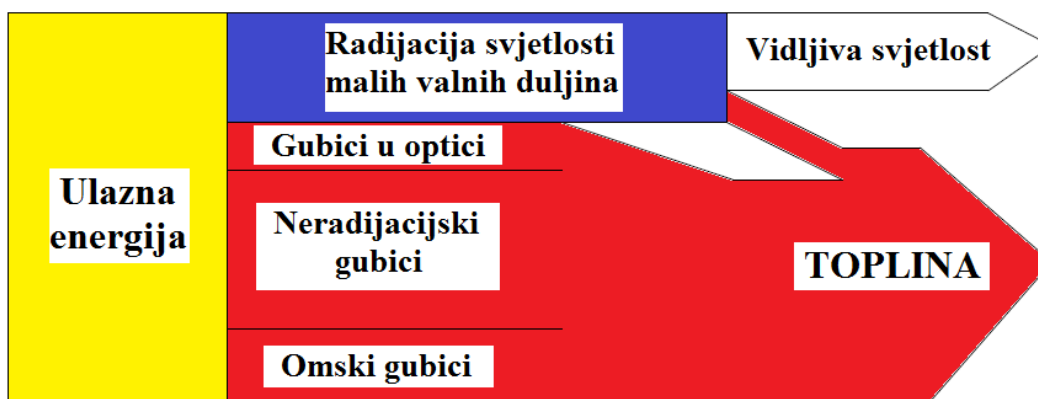 Radijacija svjetlosti
malih valnih duljina
Vidljiva svjetlost
Gubici u optici
Ulazna
energija
Neradijacijski
gubici
TOPLINA
Omski gubici